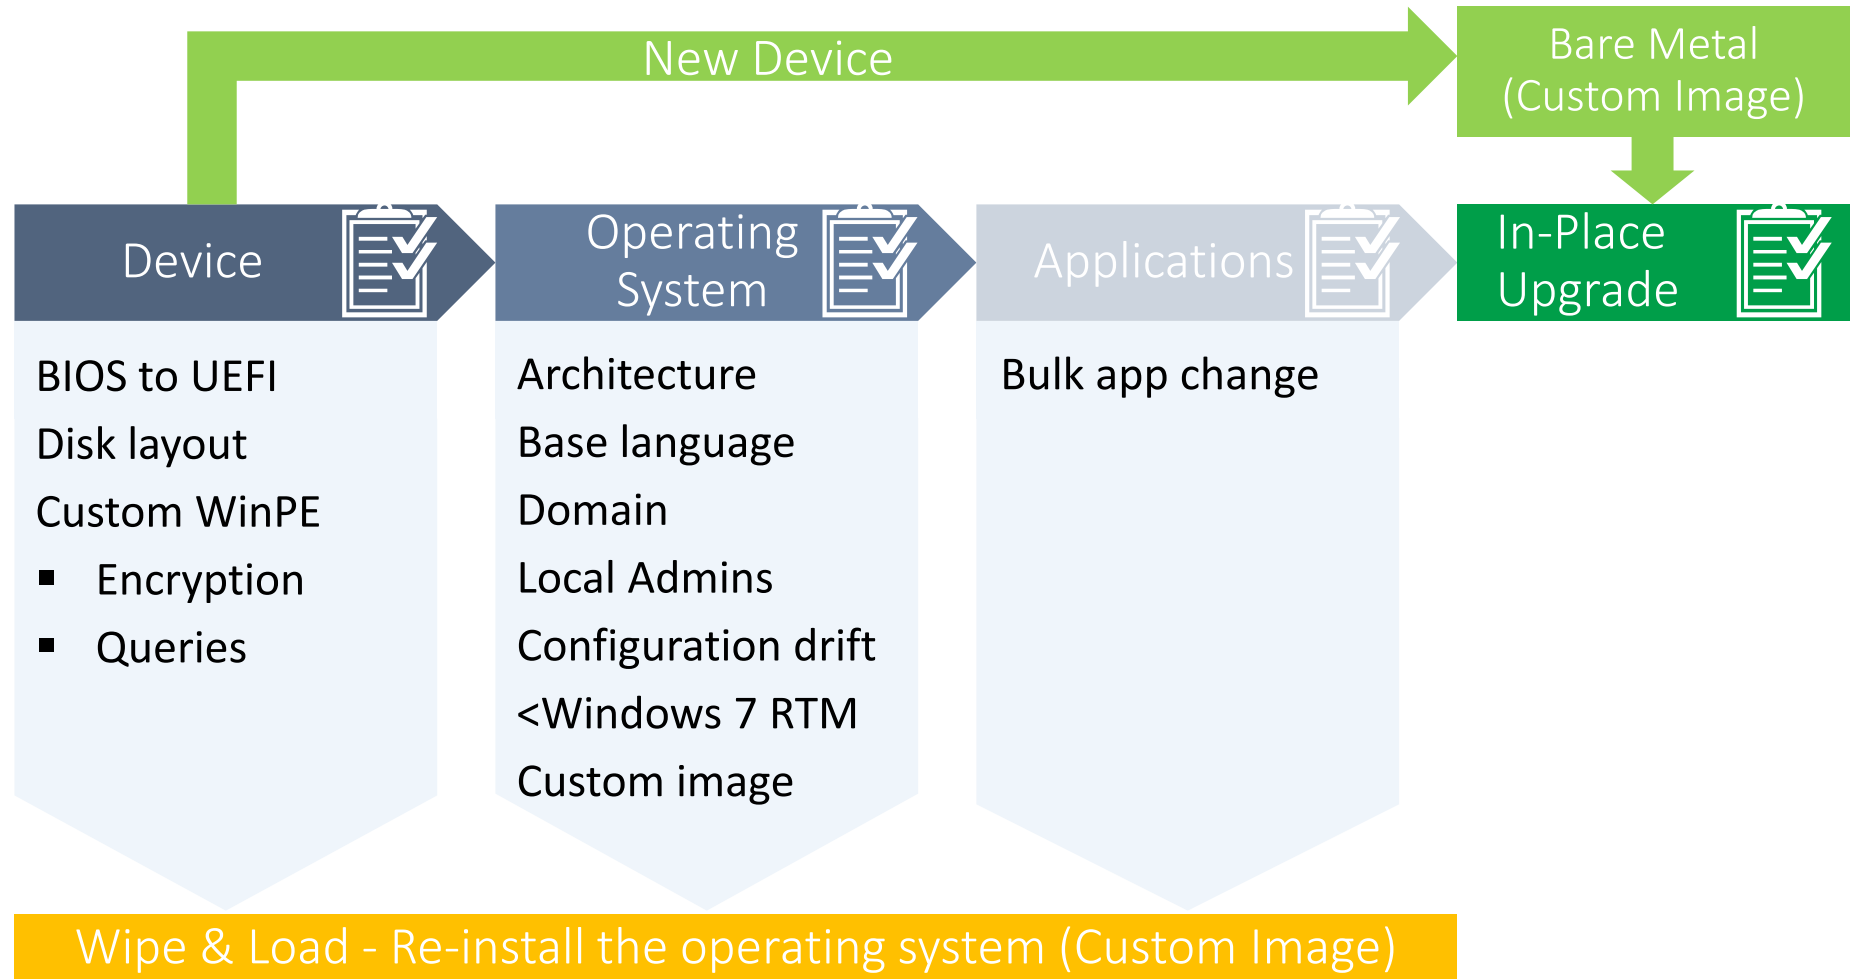 New Device
Bare Metal
(Custom Image)
Device
Operating
System
Applications
In-Place
Upgrade
BIOS to UEFI
Disk layout
Custom WinPE
▪ Encryption
▪ Queries
Architecture
Base language
Domain
Local Admins
Configuration drift
<Windows 7 RTM
Custom image
Bulk app change
Wipe & Load - Re-install the operating system (Custom Image)